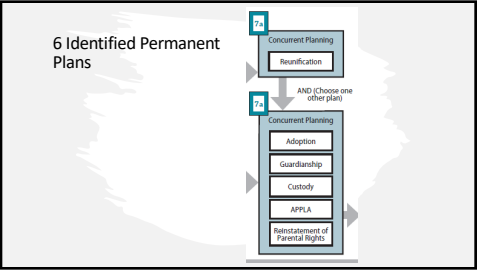 6 Identified Permanent
Plans
7a
Concurrent Planning
Reunification
AND (Choose one
other plan)
7a
Concurrent Planning
Adoption
Guardianship
Custody
APPLA
Reinstatement of
Parental Rights